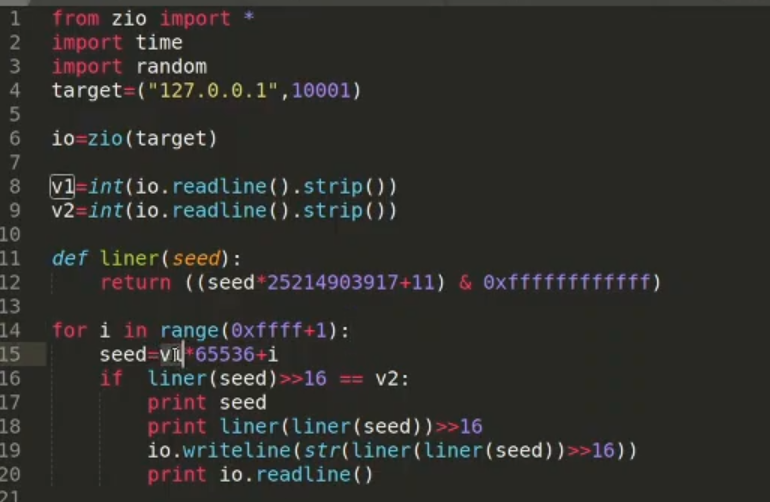 1 from zio import *
2 import time
3 import random
4 target=("127.0.0.1",10001)
5
6 io=zio(target)
7
8 v1=int(io.readline().strip())
9 v2=int(io.readline().strip())
10
11 def liner(seed):
12     return ((seed*25214903917+11) & 0xffffffffffff)
13
14 for i in range(0xffff+1):
15     seed=v1*65536+i
16     if  liner(seed)>>16 == v2:
17         print seed
18         print liner(liner(seed))>>16
19         io.writeline(str(liner(liner(seed))>>16))
20         print io.readline()
21